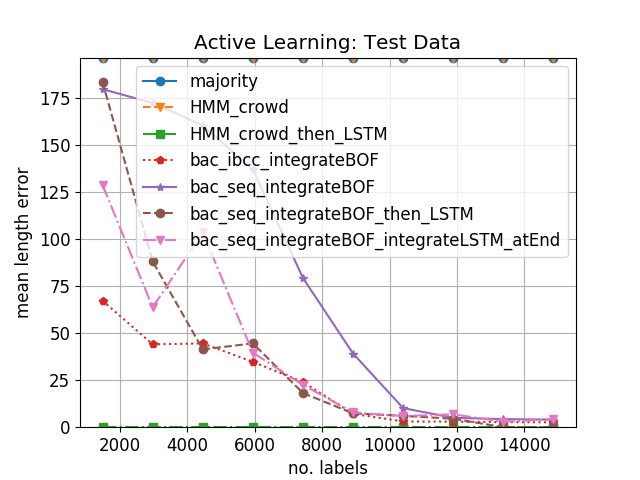 Active Learning: Test Data
mean length error
175
150
125
100
75
50
25
0
majority
HMM_crowd
HMM_crowd_then_LSTM
bac_ibcc_integrateBOF
bac_seq_integrateBOF
bac_seq_integrateBOF_then_LSTM
bac_seq_integrateBOF_integrateLSTM_atEnd
2000 4000 6000 8000 10000 12000 14000
no. labels